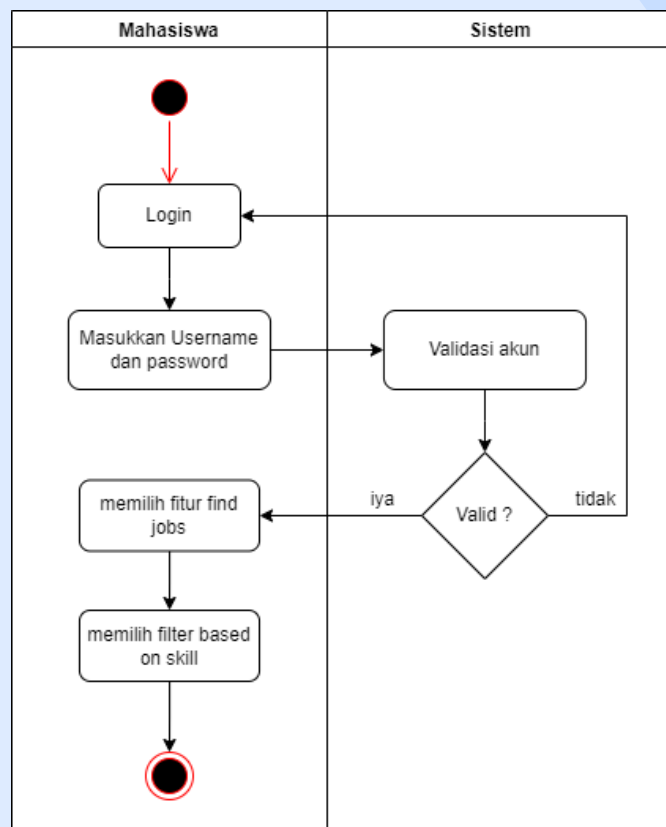 Mahasiswa
Sistem
Login
Masukkan Username
dan password
Validasi akun
memilih fitur find
jobs
iya
Valid ?
tidak
memilih filter based
on skill